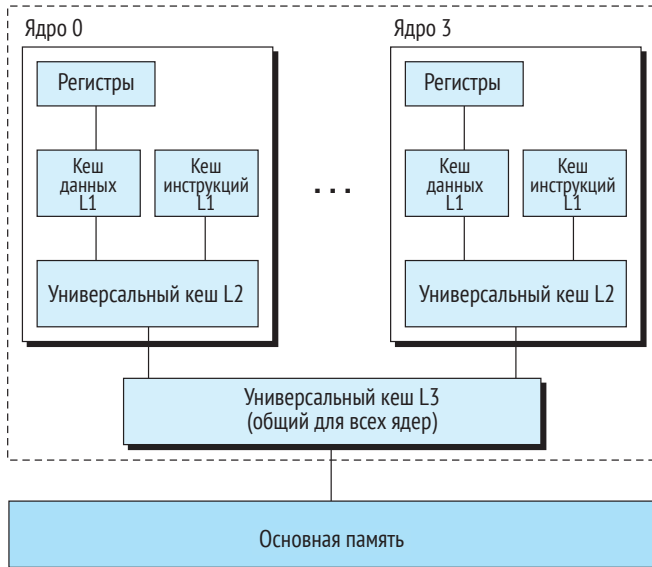 Ядро 0
Ядро 3
Регистры
Регистры
Кеш
данных
L1
Кеш
инструкций
L1
...
Кеш
данных
L1
Кеш
инструкций
L1
Универсальный кеш L2
Универсальный кеш L2
Универсальный кеш L3
(общий для всех ядер)
Основная память